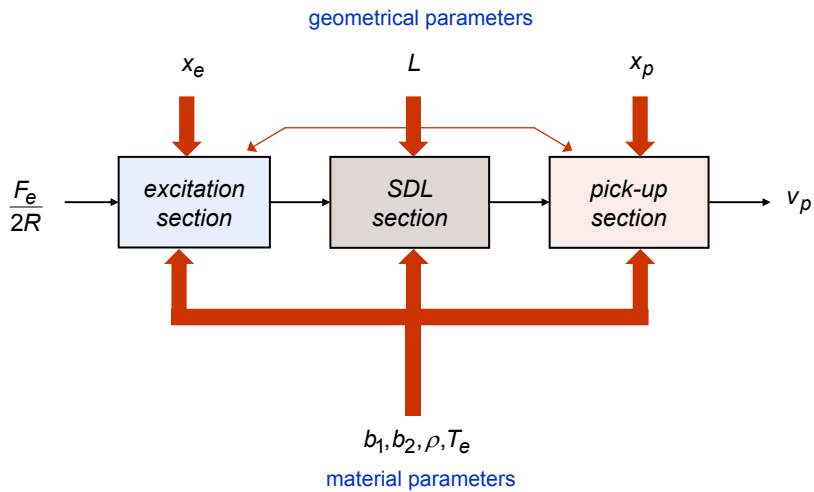 geometrical parameters
x_e L x_p
F_e/2R
excitation section
SDL section
pick-up section
v_p
b_1,b_2,ρ,T_e
material parameters